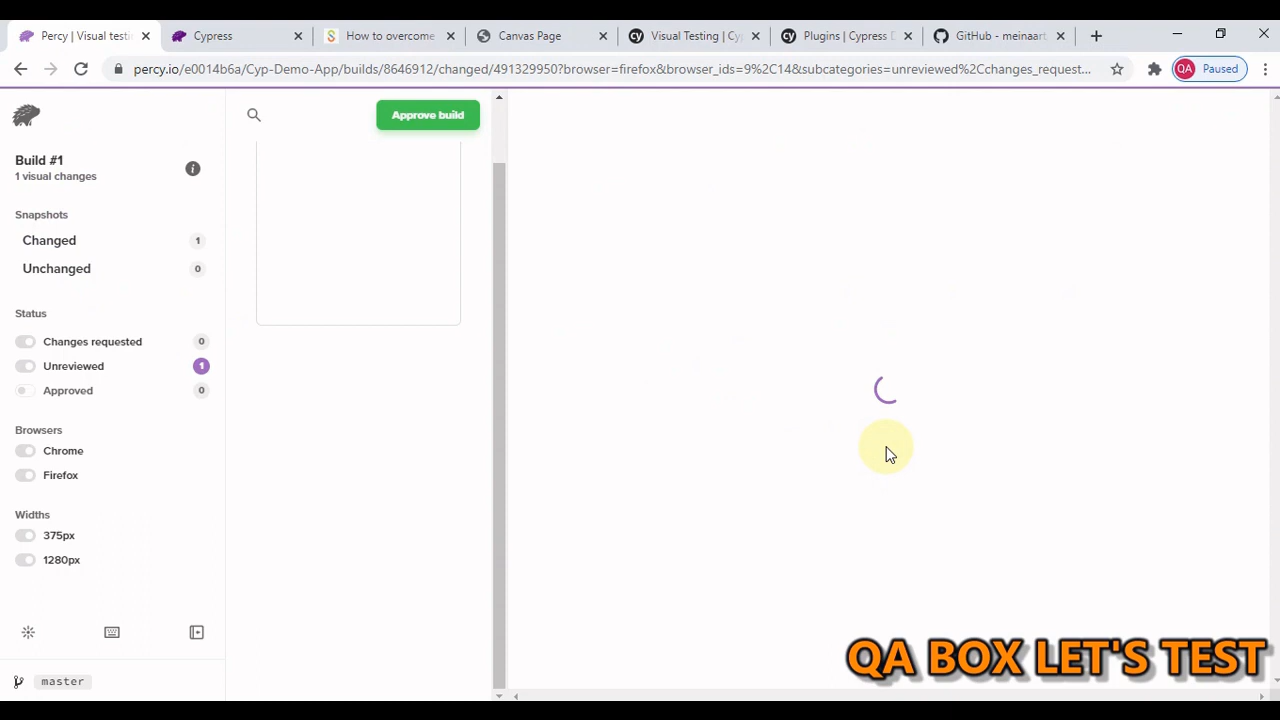 Percy | Visual testi
Cypress
S How to overcome
Canvas Page
cy Visual Testing | Cy
cy Plugins | Cypress D
GitHub - meinaart
percy.io/e0014b6a/Cyp-Demo-App/builds/8646912/changed/491329950?browser=firefox&browser_ids=9%2C14&subcategories=unreviewed%2Cchanges_request...
QA Paused
Approve build
Build #1
1 visual changes
Snapshots
Changed 1
Unchanged 0
Status
Changes requested 0
Unreviewed 1
Approved 0
Browsers
Chrome
Firefox
Widths
375px
1280px
master
QA BOX LET'S TEST